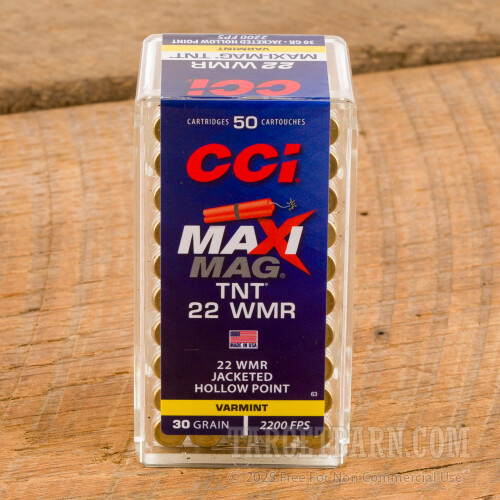 30 GR - JACKETED HOLLOW POINT
2200 FPS
VARMINT
MAXI-MAG TNT
22 WMR
CARTRIDGES 50 CARTOUCHES
CCI
MAXI
MAG®
TNT®
22 WMR
MADE IN USA
22 WMR
JACKETED
HOLLOW POINT
63
VARMINT
30 GRAIN 2200 FPS
TARGETBARN.COM
© 2025 Free For Non-Commercial Use